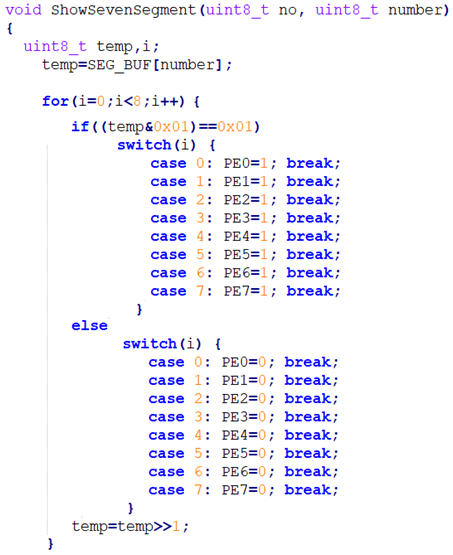 void ShowSevenSegment(uint8_t no, uint8_t number)
{
uint8_t temp,i;
temp=SEG_BUF[number];
for(i=0;i<8;i++) {
if((temp&0x01)==0x01)
switch(i) {
case 0: PE0=1; break;
case 1: PE1=1; break;
case 2: PE2=1; break;
case 3: PE3=1; break;
case 4: PE4=1; break;
case 5: PE5=1; break;
case 6: PE6=1; break;
case 7: PE7=1; break;
}
else
switch(i) {
case 0: PE0=0; break;
case 1: PE1=0; break;
case 2: PE2=0; break;
case 3: PE3=0; break;
case 4: PE4=0; break;
case 5: PE5=0; break;
case 6: PE6=0; break;
case 7: PE7=0; break;
}
temp=temp>>1;
}